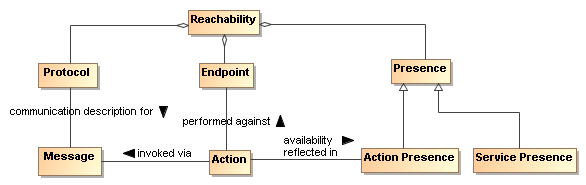 Reachability
Protocol
Endpoint
Presence
communication description for
performed against
availability
reflected in
Message
invoked via
Action
Action Presence
Service Presence